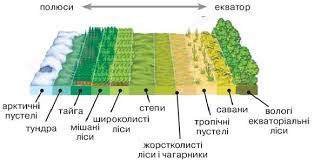 полюси
екватор
арктичні
пустелі
тундра
тайга
мішані
ліси
широколисті
ліси
степи
жорстколисті
ліси і чагарники
тропічні
пустелі
савани
вологі
екваторіальні
ліси